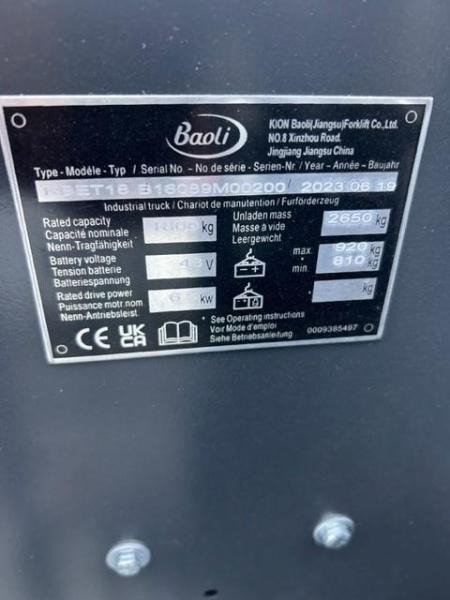 Baoli
KION Baoli(Jiangsu)Forklift Co.,Ltd.
NO.8 Xinzhou Road,
Jingjiang Jiangsu China
Type - Modèle - Typ / Serial No. - No de série - Serien-Nr / Year - Année - Baujahr
B18089M00200 / 2023.06.19
Industrial truck / Chariot de manutention / Furförderzeug
Rated capacity
Capacité nominale kg
Nenn-Tragfähigkeit
Unladen mass
Masse à vide 2650 kg
Leergewicht
Battery voltage
Tension batterie V
Batteriespannung
max. 920 kg
min. 810 kg
Rated drive power
Puissance motr.nom kw
Nenn-Antriebsleist
kg
CE UK CA
* See Operating instructions
Voir Mode d'emploi
Siehe Betriebsanleitung
0009385497